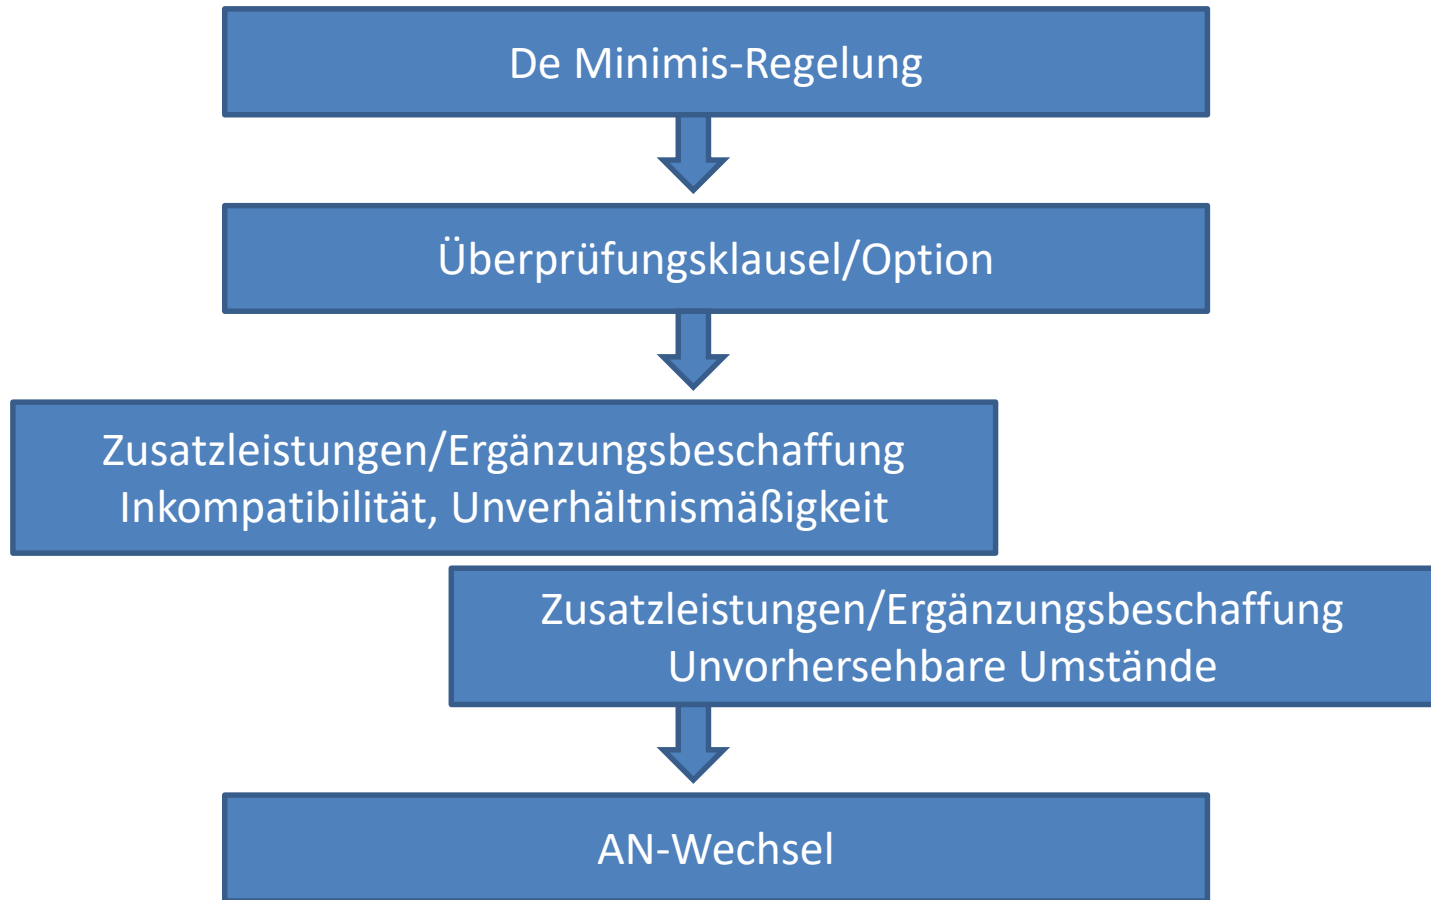 De Minimis-Regelung
Überprüfungsklausel/Option
Zusatzleistungen/Ergänzungsbeschaffung
Inkompatibilität, Unverhältnismäßigkeit
Zusatzleistungen/Ergänzungsbeschaffung
Unvorhersehbare Umstände
AN-Wechsel